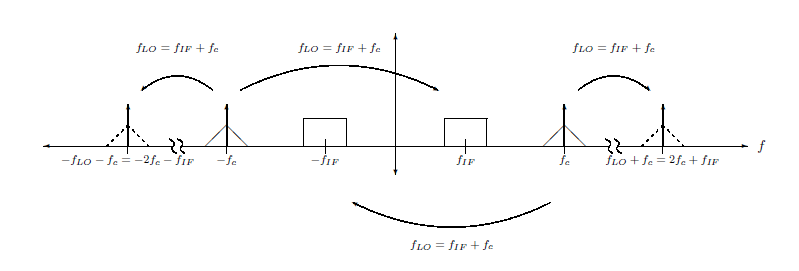 f_{LO} = f_{IF} + f_c
f_{LO} = f_{IF} + f_c
f_{LO} = f_{IF} + f_c
f
-f_{LO} - f_c = -2f_c - f_{IF}
-f_c
-f_{IF}
f_{IF}
f_c
f_{LO} + f_c = 2f_c + f_{IF}
f_{LO} = f_{IF} + f_c